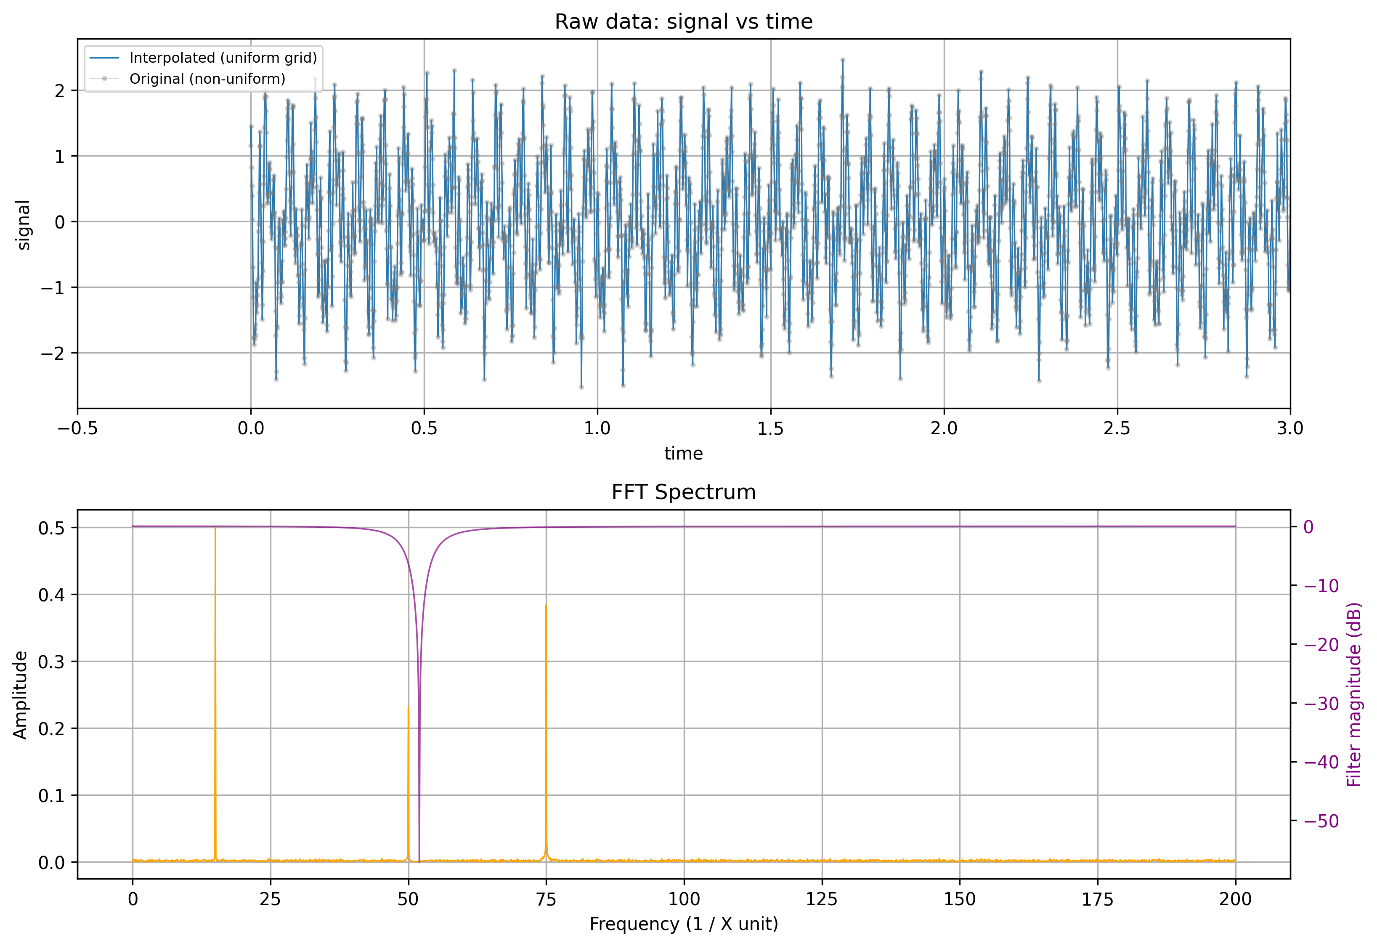 Raw data: signal vs time
Interpolated (uniform grid)
Original (non-uniform)
2
1
0
−1
−2
signal
−0.5 0.0 0.5 1.0 1.5 2.0 2.5 3.0
time
FFT Spectrum
0.5
0.4
0.3
0.2
0.1
0.0
Amplitude
0
−10
−20
−30
−40
−50
Filter magnitude (dB)
0 25 50 75 100 125 150 175 200
Frequency (1 / X unit)